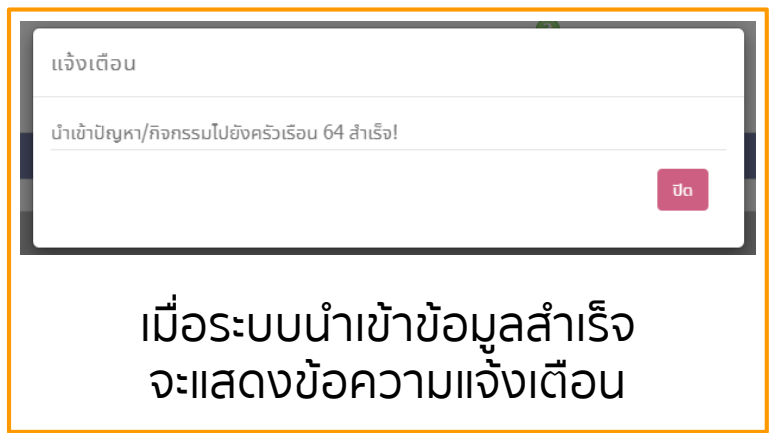 แจ้งเตือน
นำเข้าปัญหา/กิจกรรมไปยังครัวเรือน 64 สำเร็จ!
ปิด
เมื่อระบบนำเข้าข้อมูลสำเร็จ
จะแสดงข้อความแจ้งเตือน